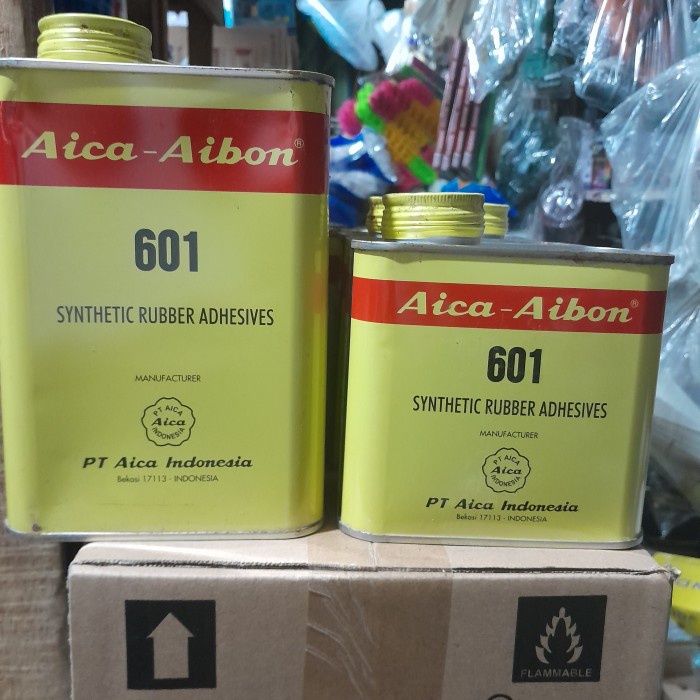 Aica-Aibon®
601
SYNTHETIC RUBBER ADHESIVES
MANUFACTURER
PT AICA
Aica
INDONESIA
PT Aica Indonesia
Bekasi 17113 - INDONESIA
Aica-Aibon®
601
SYNTHETIC RUBBER ADHESIVES
MANUFACTURER
PT AICA
Aica
INDONESIA
PT Aica Indonesia
Bekasi 17113 - INDONESIA
FLAMMABLE